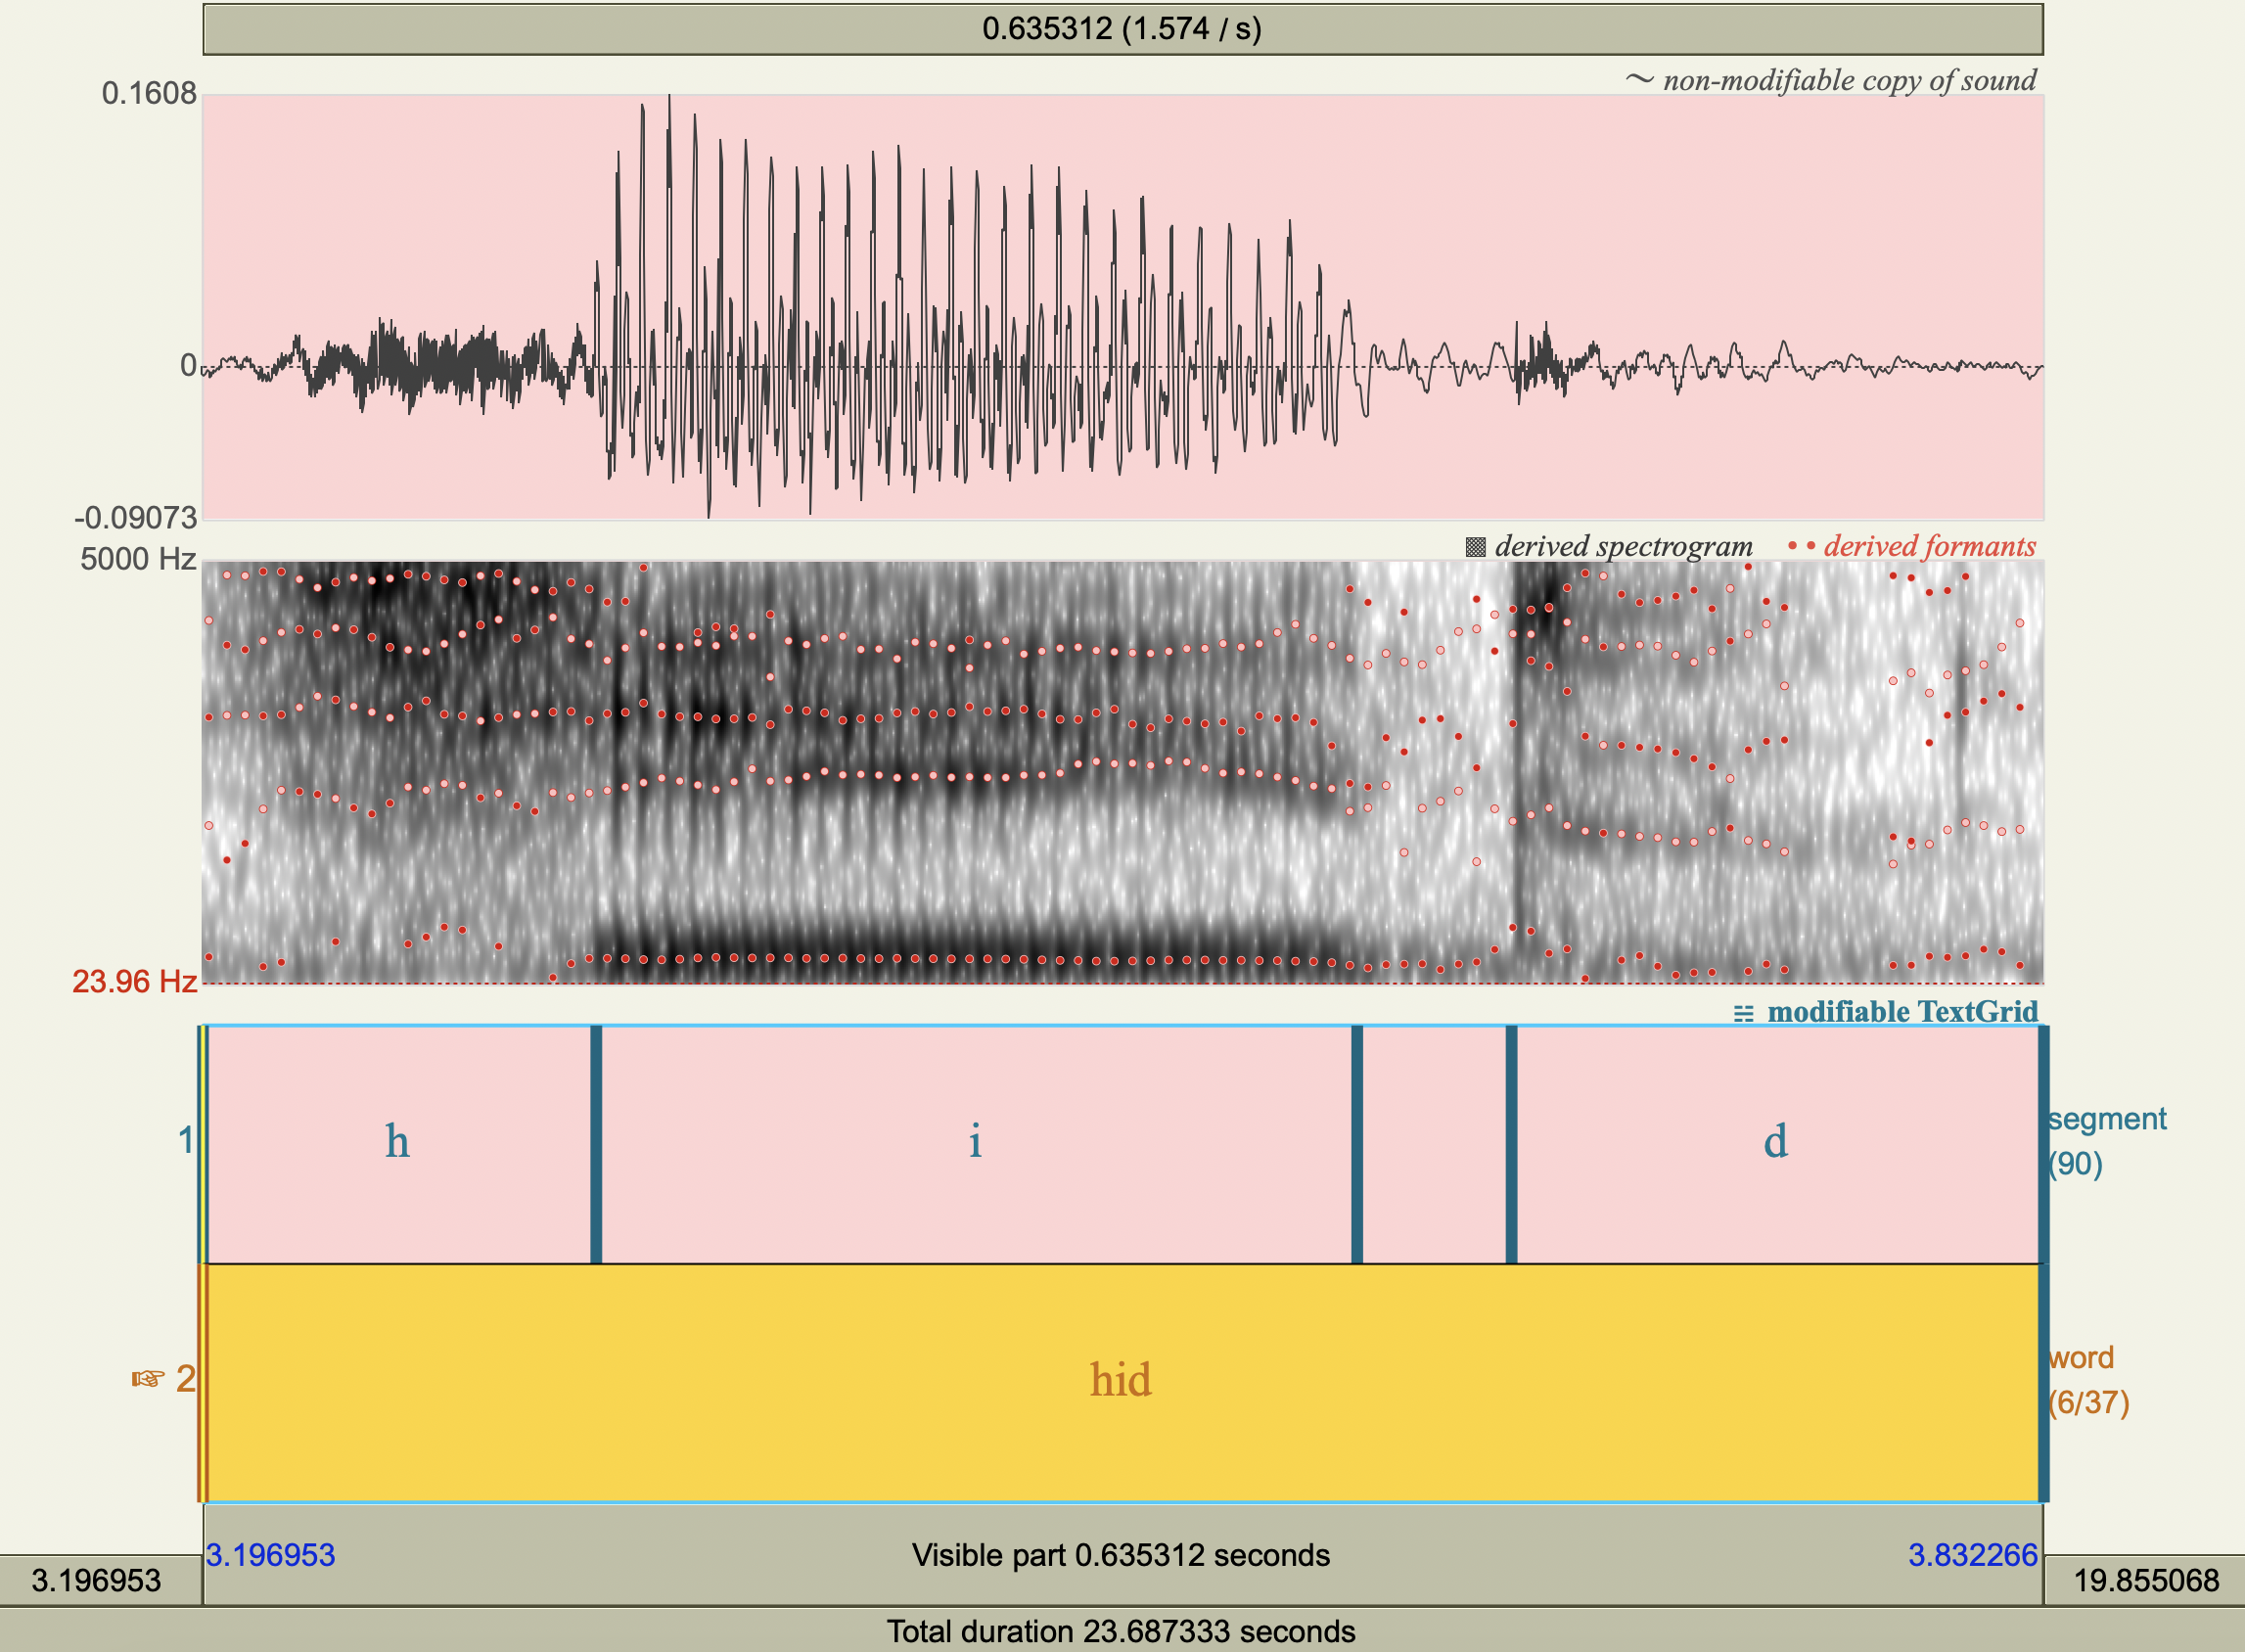 0.635312 (1.574 / s)
~ non-modifiable copy of sound
0.1608
0
-0.09073
derived spectrogram
derived formants
5000 Hz
23.96 Hz
modifiable TextGrid
1
h
i
d
segment
(90)
☞ 2
hid
word
(6/37)
3.196953
Visible part 0.635312 seconds
3.832266
3.196953
19.855068
Total duration 23.687333 seconds